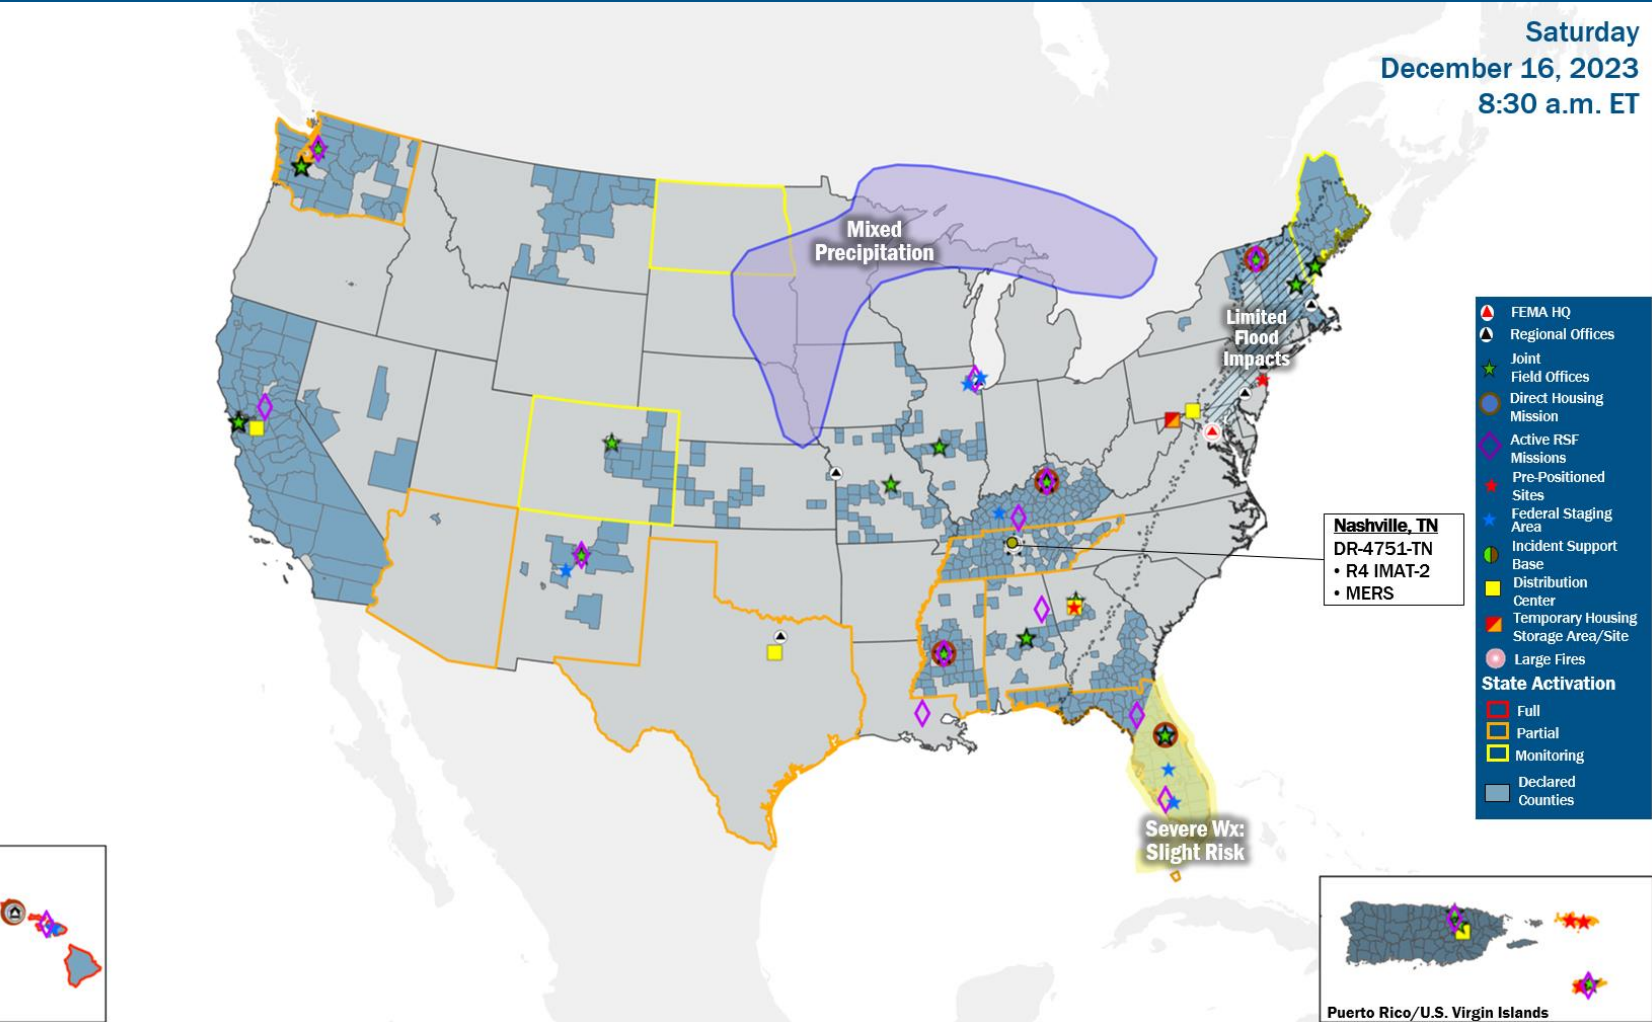 Saturday
December 16, 2023
8:30 a.m. ET
Mixed
Precipitation
Limited
Flood
Impacts
FEMA HQ
Regional Offices
Joint
Field Offices
Direct Housing
Mission
Active RSF
Missions
Pre-Positioned
Sites
Federal Staging
Area
Incident Support
Base
Distribution
Center
Temporary Housing
Storage Area/Site
Large Fires
State Activation
Full
Partial
Monitoring
Declared
Counties
Nashville, TN
DR-4751-TN
• R4 IMAT-2
• MERS
Severe Wx:
Slight Risk
Puerto Rico/U.S. Virgin Islands